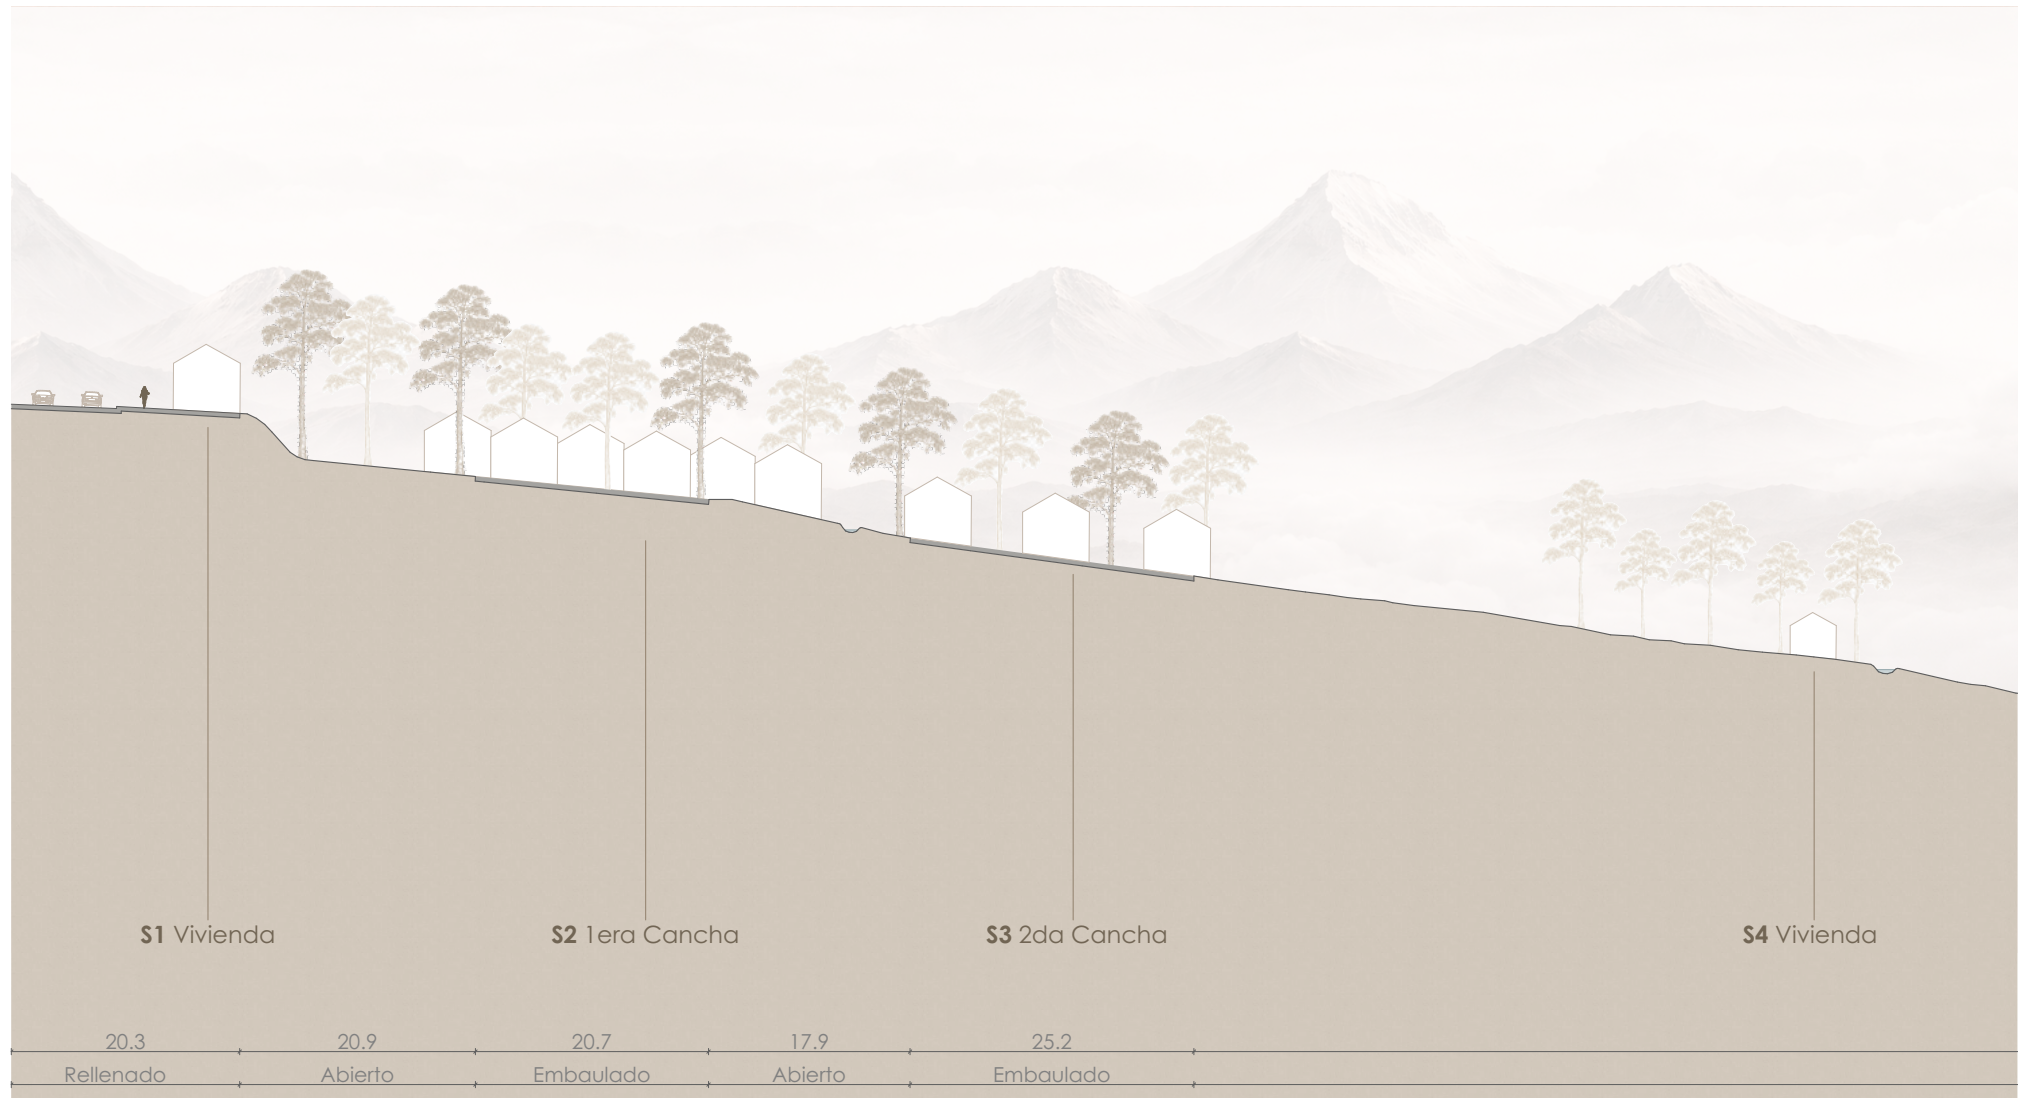 S1 Vivienda
S2 1era Cancha
S3 2da Cancha
S4 Vivienda
20.3
20.9
20.7
17.9
25.2
Rellenado
Abierto
Embaulado
Abierto
Embaulado